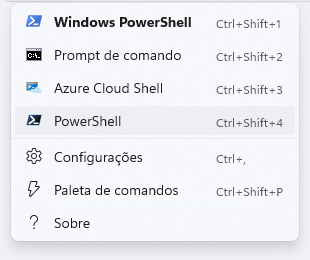 Windows PowerShell Ctrl+Shift+1
Prompt de comando Ctrl+Shift+2
Azure Cloud Shell Ctrl+Shift+3
PowerShell Ctrl+Shift+4
Configurações Ctrl+,
Paleta de comandos Ctrl+Shift+P
Sobre